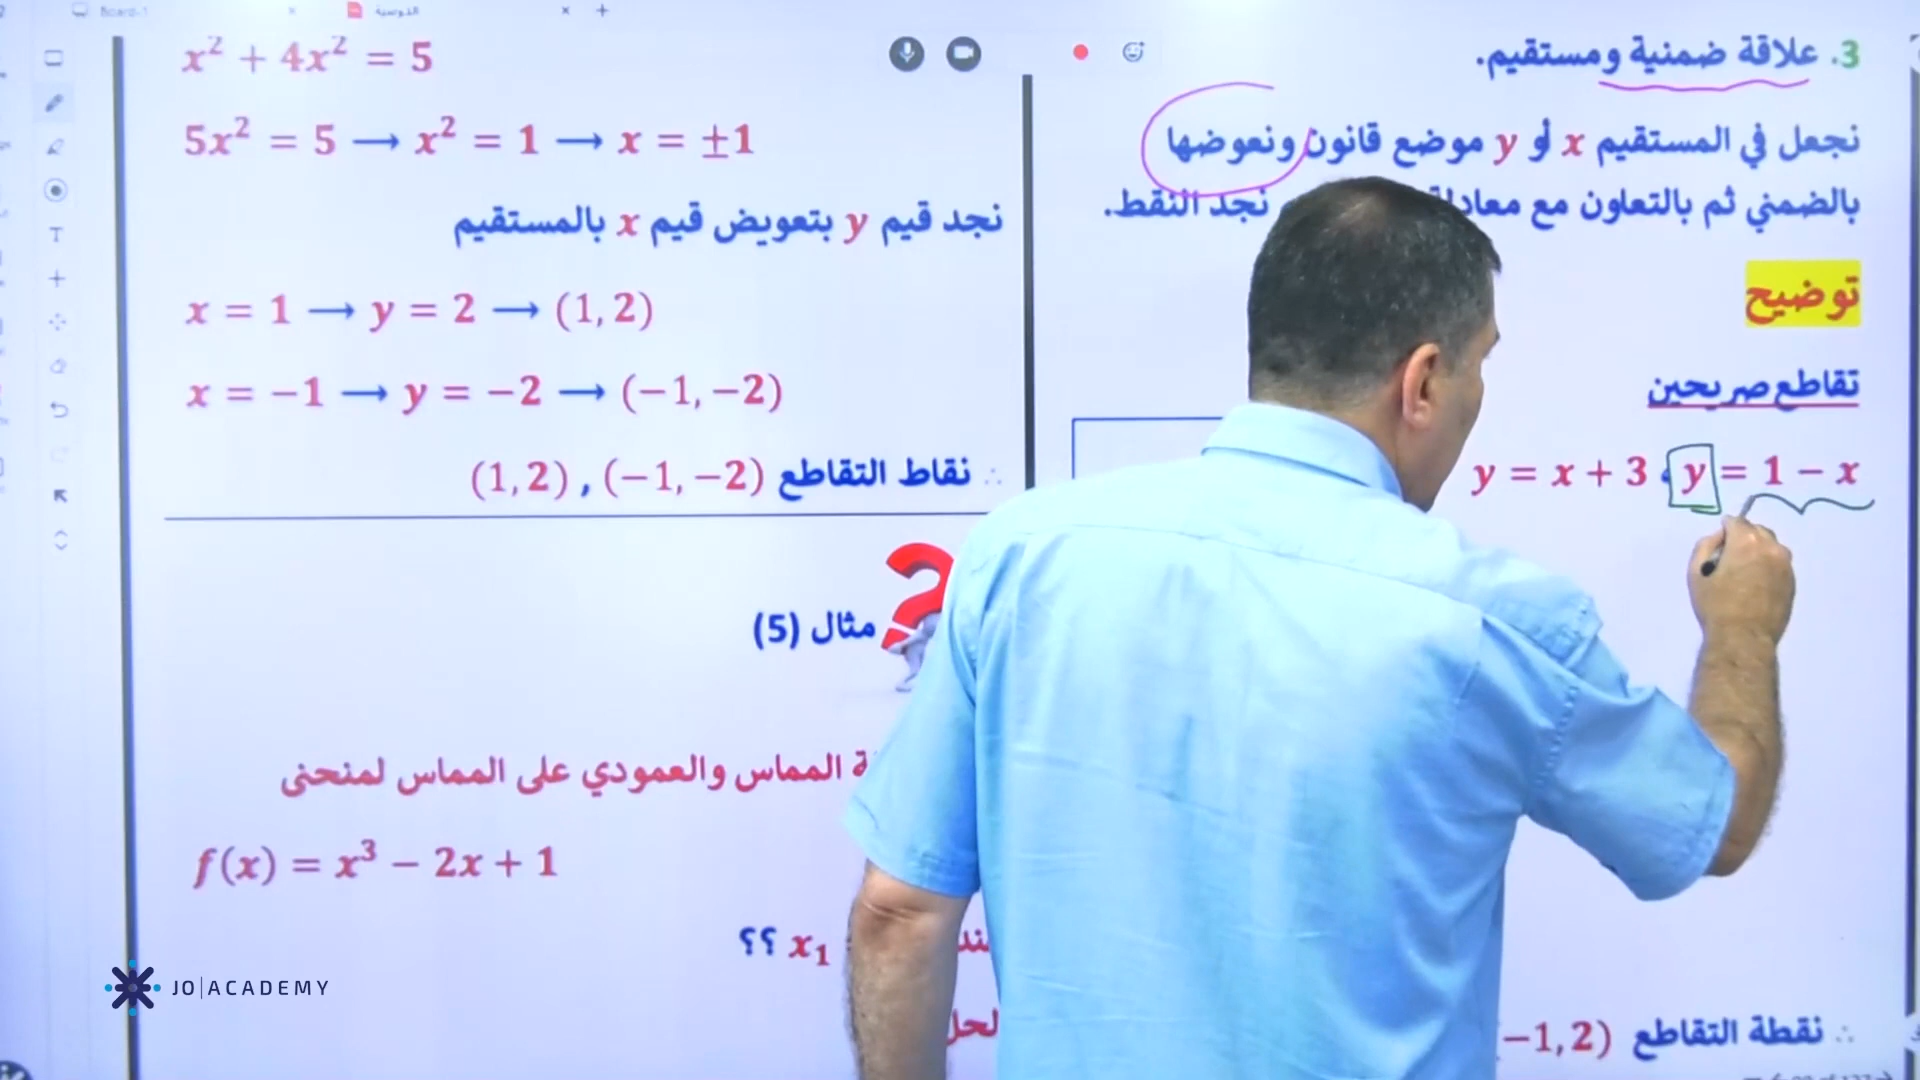 Board-1
الدوسية
3. علاقة ضمنية ومستقيم.
نجعل في المستقيم x أو y موضع قانون ونعوضها
بالضمني ثم بالتعاون مع نجد النقط.
توضيح
تقاطع صريحين
y = x + 3 ، y = 1 − x
(−1, 2) نقطة التقاطع ∴
x² + 4x² = 5
5x² = 5 → x² = 1 → x = ±1
نجد قيم y بتعويض قيم x بالمستقيم
x = 1 → y = 2 → (1, 2)
x = −1 → y = −2 → (−1, −2)
∴ نقاط التقاطع (1, 2) , (−1, −2)
مثال (5)
المماس والعمودي على المماس لمنحنى
f(x) = x³ − 2x + 1
x₁ ؟؟
JO|ACADEMY